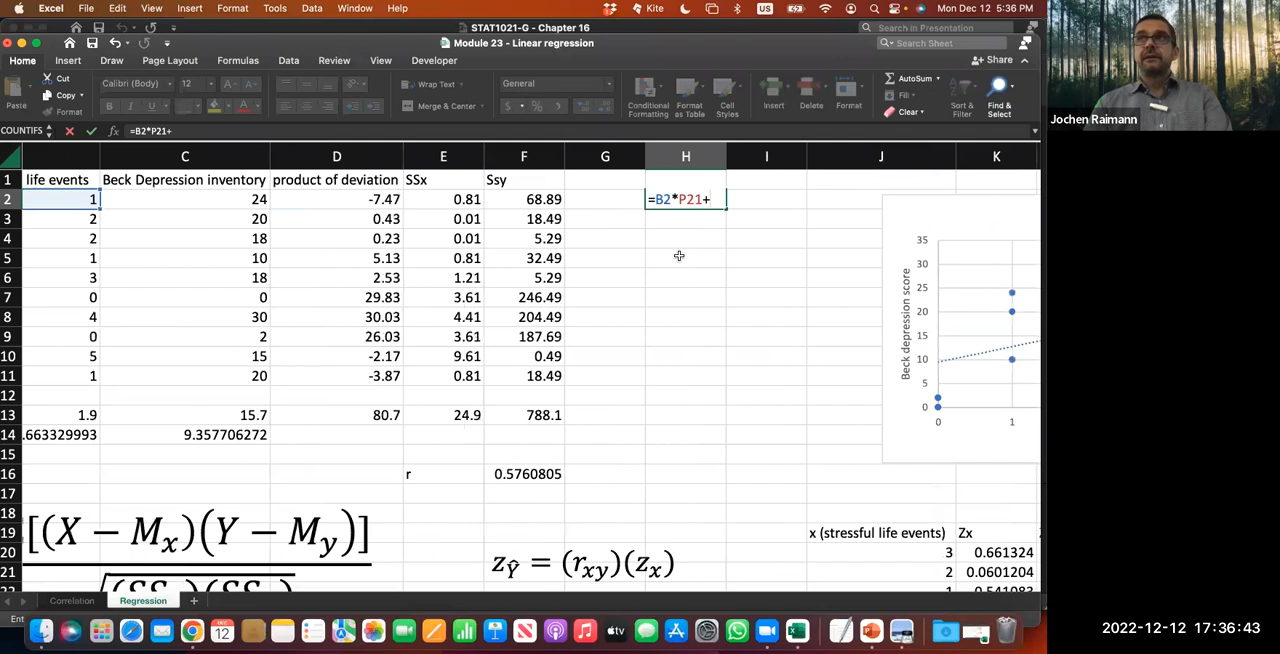 Excel File Edit View Insert Format Tools Data Window Help Kite US Mon Dec 12 5:36 PM
STAT1021-G - Chapter 16 Search in Presentation
Module 23 - Linear regression Search Sheet
Home Insert Draw Page Layout Formulas Data Review View Developer Share
Paste Cut Copy Format Calibri (Body) 12 A A B I U A Wrap Text Merge & Center General $ % Conditional Formatting Format as Table Cell Styles Insert Delete Format AutoSum Fill Clear Sort & Filter Find & Select
COUNTIFS fx =B2*P21+
C D E F G H I J K
1 life events Beck Depression inventory product of deviation SSx Ssy
2 1 24 -7.47 0.81 68.89 =B2*P21+
3 2 20 0.43 0.01 18.49
4 2 18 0.23 0.01 5.29
5 1 10 5.13 0.81 32.49
6 3 18 2.53 1.21 5.29
7 0 0 29.83 3.61 246.49
8 4 30 30.03 4.41 204.49
9 0 2 26.03 3.61 187.69
10 5 15 -2.17 9.61 0.49
11 1 20 -3.87 0.81 18.49
12
13 1.9 15.7 80.7 24.9 788.1
14 .663329993 9.357706272
15
16 r 0.5760805
17
18
19 x (stressful life events) Zx
20 3 0.661324
21 2 0.0601204
[(X − Mx)(Y − My)]
zŶ = (rxy)(zx)
Beck depression score
35
30
25
20
15
10
5
0
0 1
Correlation Regression +
Jochen Raimann
2022-12-12 17:36:43